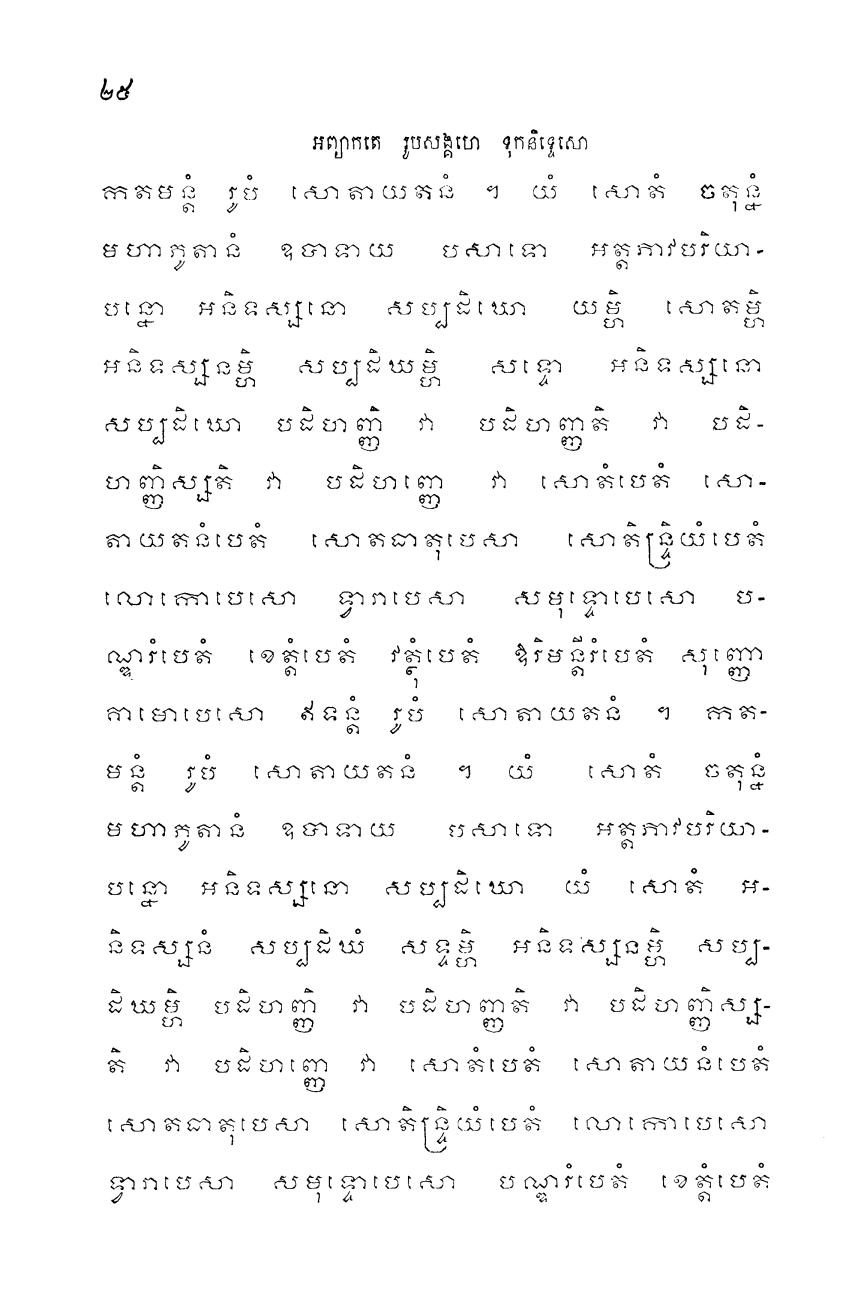 ២៥
អព្យាកតេ រូបសង្គហេ ទុកនិទ្ទេសោ
កតមន្តំ រូបំ សោតាយតនំ ។ យំ សោតំ ចតុន្នំ
មហាភូតានំ ឧបាទាយ បសាទោ អត្តភាវបរិយា-
បន្នោ អនិទស្សនោ សប្បដិឃោ យម្ហិ សោតម្ហិ
អនិទស្សនម្ហិ សប្បដិឃម្ហិ សទ្ទោ អនិទស្សនោ
សប្បដិឃោ បដិហញ្ញិ វា បដិហញ្ញតិ វា បដិ-
ហញ្ញិស្សតិ វា បដិហញ្ញេ វា សោតំបេតំ សោ-
តាយតនំបេតំ សោតធាតុបេសា សោតិន្ទ្រិយំបេតំ
លោកោបេសោ ទ្វារាបេសា សមុទ្ទោបេសោ ប-
ណ្ឌរំបេតំ ខេត្តំបេតំ វត្ថុំបេតំ ឱរិមន្តីរំបេតំ សុញ្ញោ
គាមោបេសោ ឥទន្តំ រូបំ សោតាយតនំ ។ កត-
មន្តំ រូបំ សោតាយតនំ ។ យំ សោតំ ចតុន្នំ
មហាភូតានំ ឧបាទាយ បសាទោ អត្តភាវបរិយា-
បន្នោ អនិទស្សនោ សប្បដិឃោ យំ សោតំ អ-
និទស្សនំ សប្បដិឃំ សទ្ទម្ហិ អនិទស្សនម្ហិ សប្ប-
ដិឃម្ហិ បដិហញ្ញិ វា បដិហញ្ញតិ វា បដិហញ្ញិស្ស-
តិ វា បដិហញ្ញេ វា សោតំបេតំ សោតាយនំបេតំ
សោតធាតុបេសា សោតិន្ទ្រិយំបេតំ លោកោបេសោ
ទ្វារាបេសា សមុទ្ទោបេសោ បណ្ឌរំបេតំ ខេត្តំបេតំ